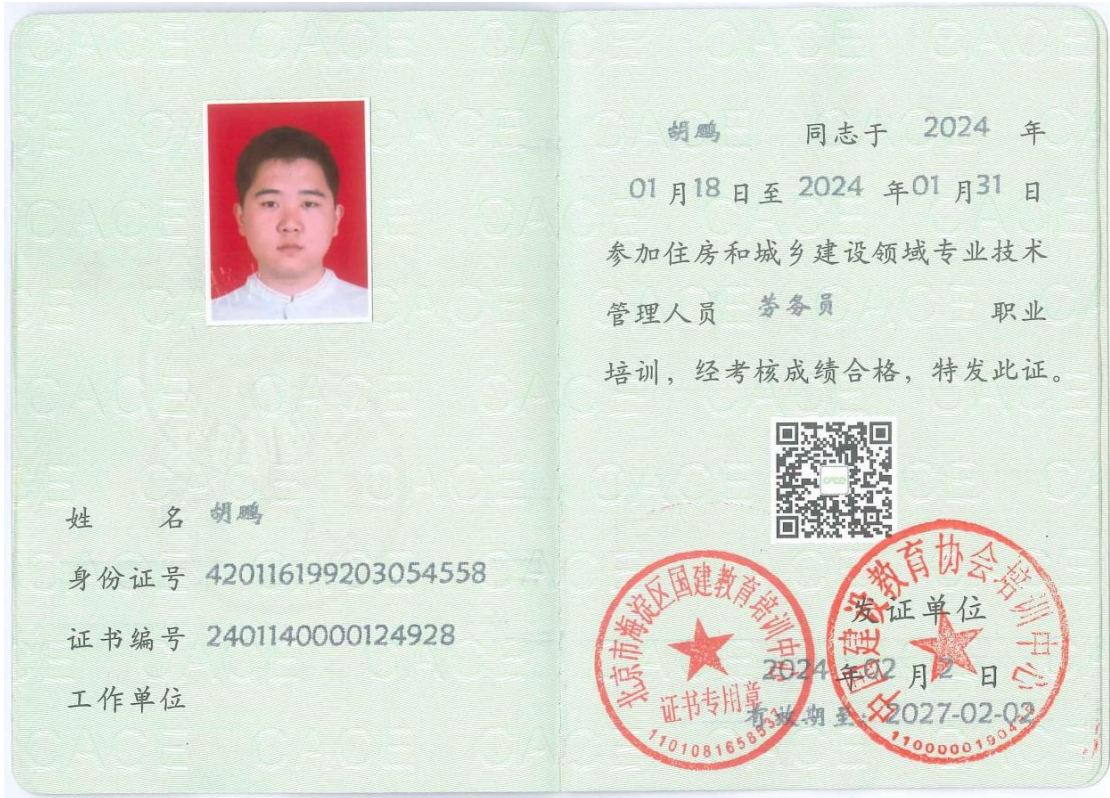 姓 名 胡鹏
身份证号 420116199203054558
证书编号 2401140000124928
工作单位
胡鹏 同志于 2024 年
01 月 18 日至 2024 年 01 月 31 日
参加住房和城乡建设领域专业技术
管理人员 劳务员 职业
培训，经考核成绩合格，特发此证。
北京市海淀区国建教育培训中心
证书专用章
中国建设教育协会培训中心
发证单位
2024 年 02 月 2 日
有效期至：2027-02-02
CACE